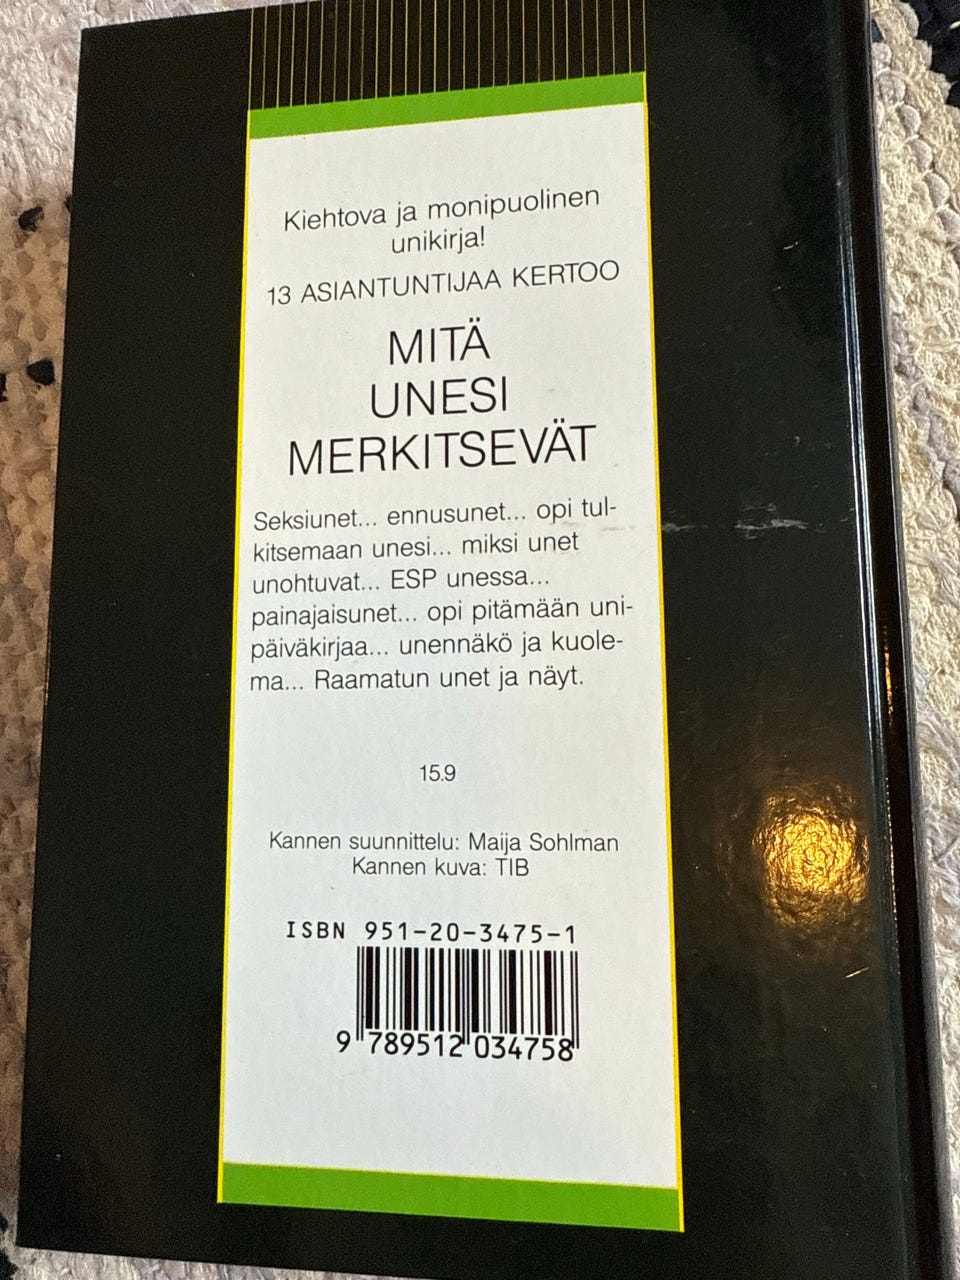 Kiehtova ja monipuolinen
unikirja!
13 ASIANTUNTIJAA KERTOO
MITÄ
UNESI
MERKITSEVÄT
Seksiunet... ennusunet... opi tul-
kitsemaan unesi... miksi unet
unohtuvat... ESP unessa...
painajaisunet... opi pitämään uni-
päiväkirjaa... unennäkö ja kuole-
ma... Raamatun unet ja näyt.
15.9
Kannen suunnittelu: Maija Sohlman
Kannen kuva: TIB
ISBN 951-20-3475-1
9 789512 034758